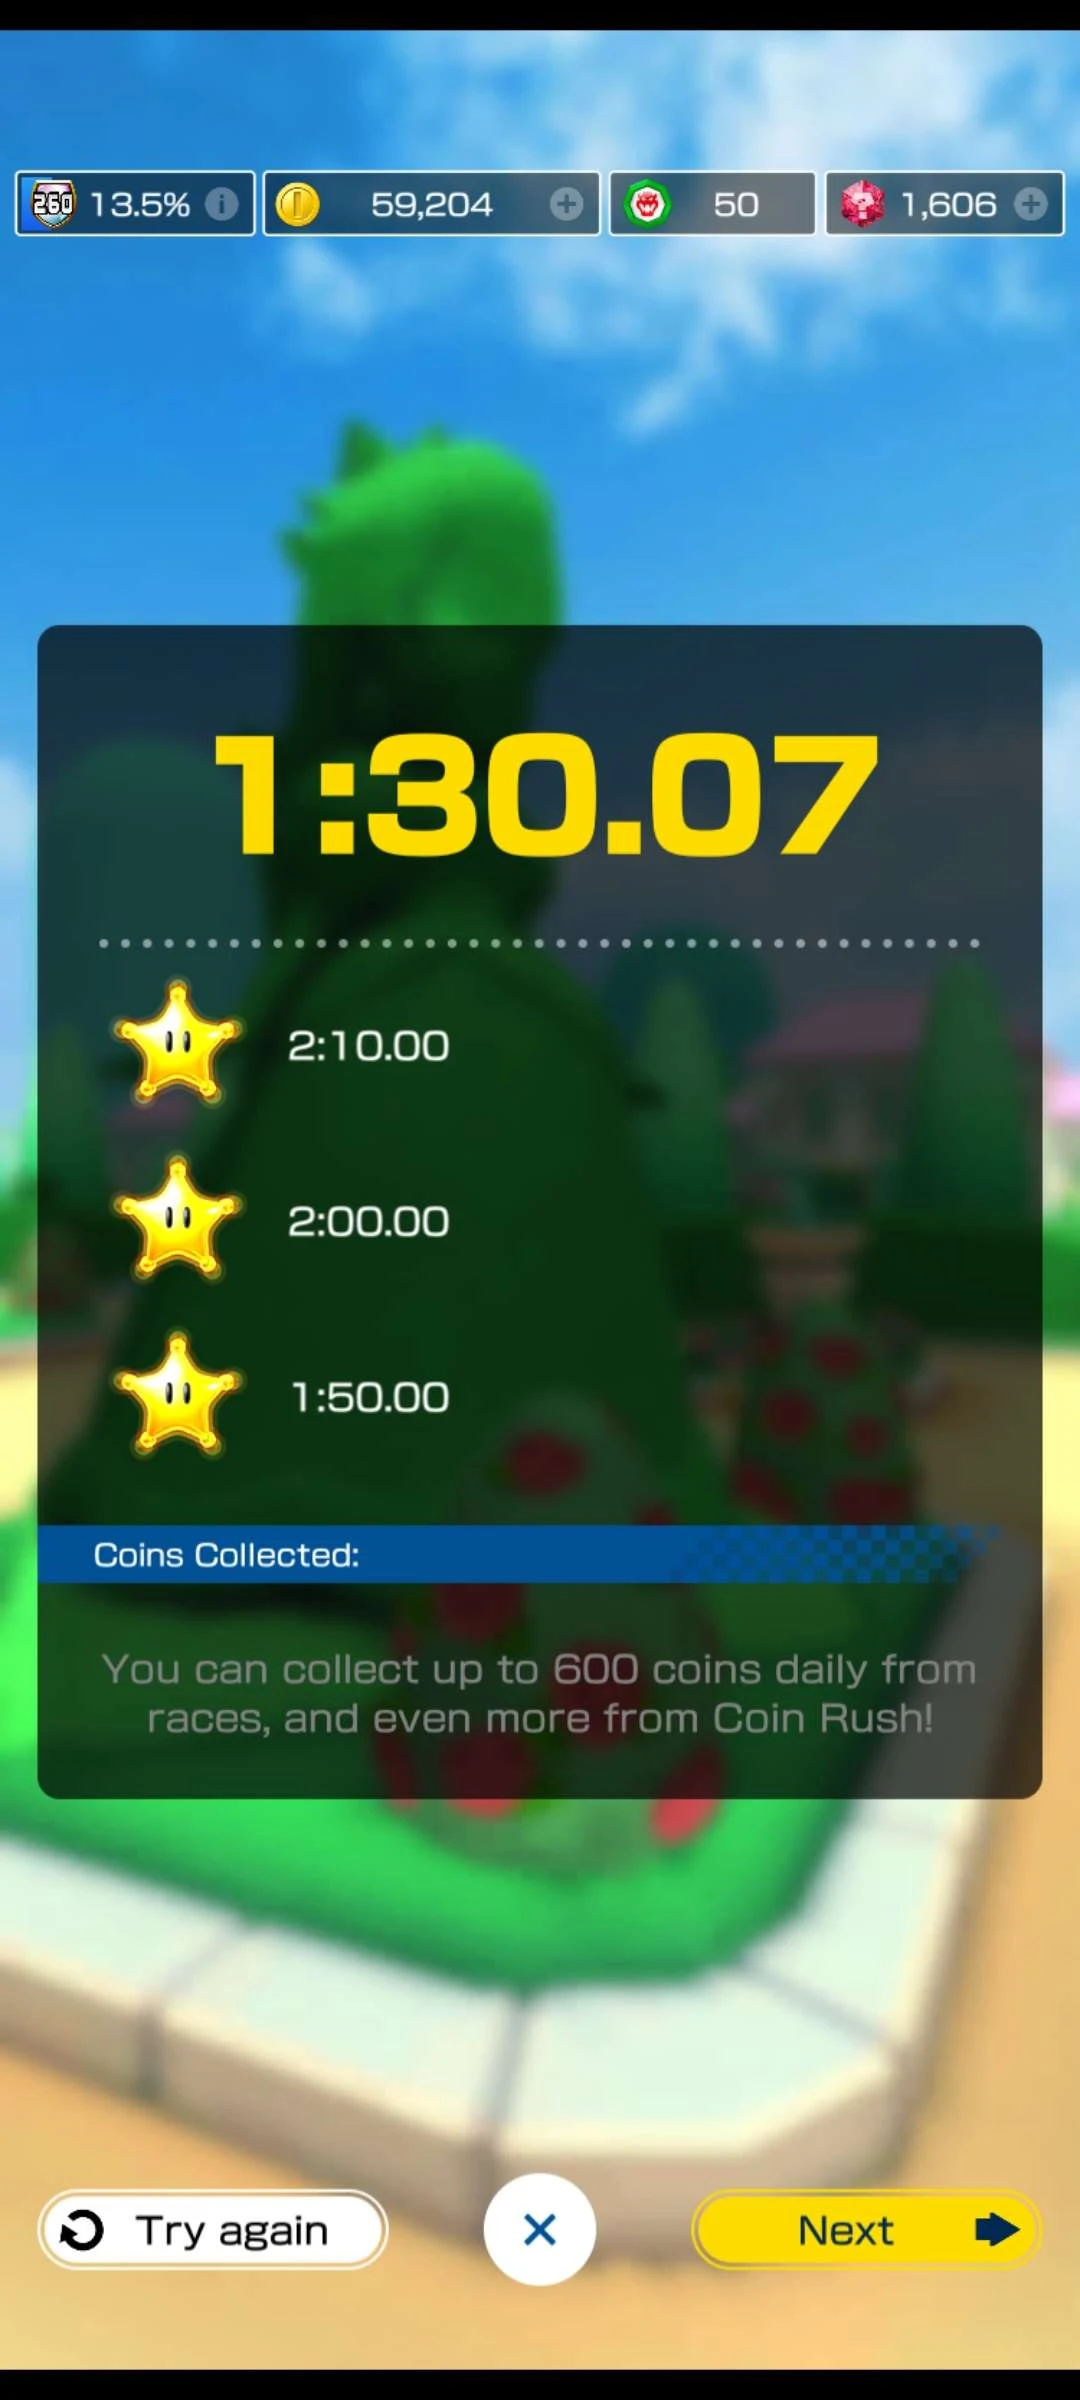 260 13.5% i 59,204 + 50 1,606 +
1:30.07
2:10.00
2:00.00
1:50.00
Coins Collected:
You can collect up to 600 coins daily from
races, and even more from Coin Rush!
Try again × Next